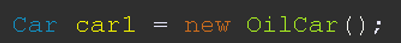 Car car1 = new OilCar();